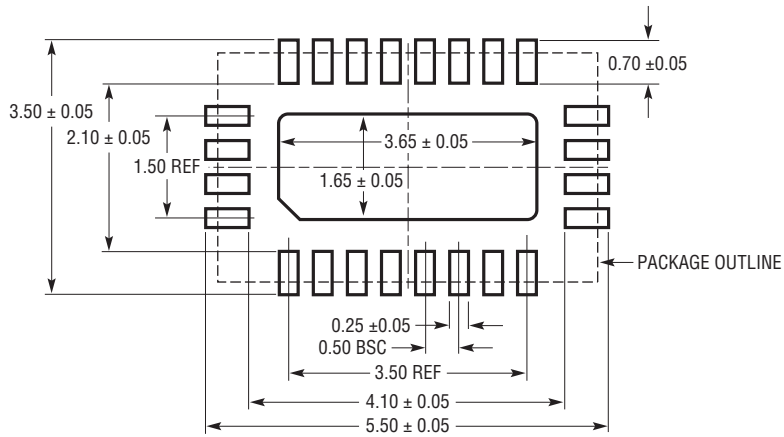 0.70 ±0.05
3.50 ± 0.05
2.10 ± 0.05
3.65 ± 0.05
1.50 REF
1.65 ± 0.05
PACKAGE OUTLINE
0.25 ±0.05
0.50 BSC
3.50 REF
4.10 ± 0.05
5.50 ± 0.05